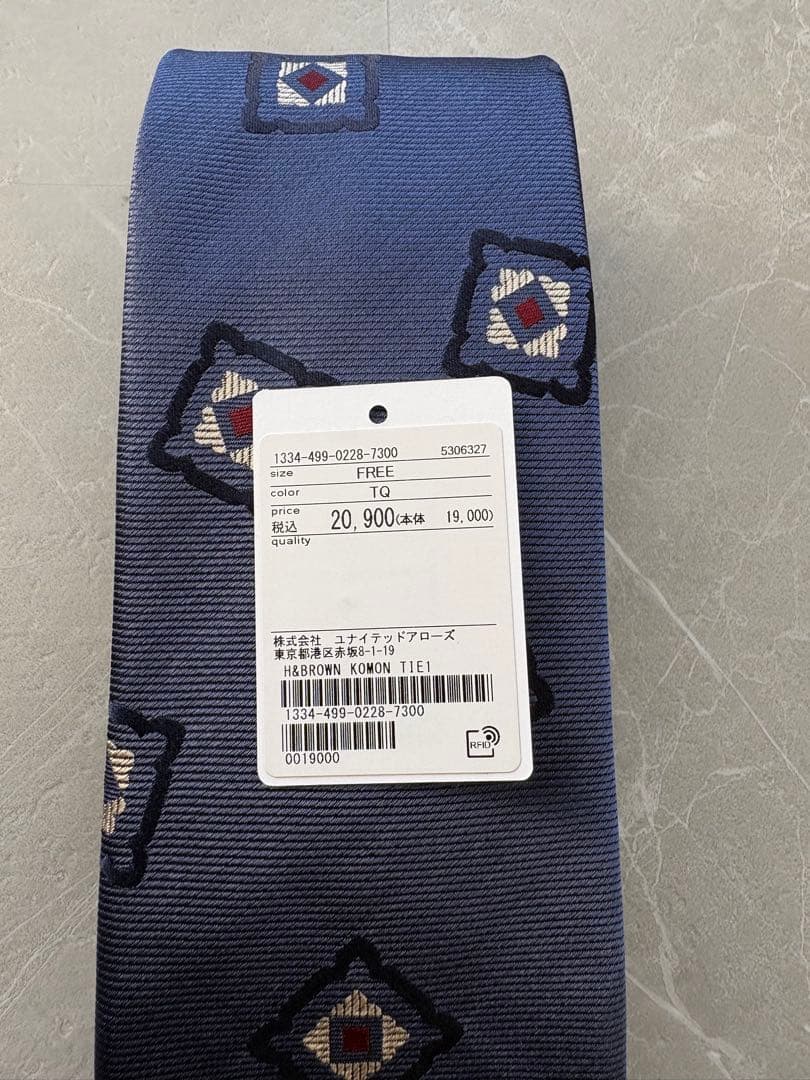 1334-499-0228-7300 5306327
size FREE
color TQ
price
税込 20,900(本体 19,000)
quality
株式会社 ユナイテッドアローズ
東京都港区赤坂8-1-19
H&BROWN KOMON TIE1
1334-499-0228-7300
0019000
RFID